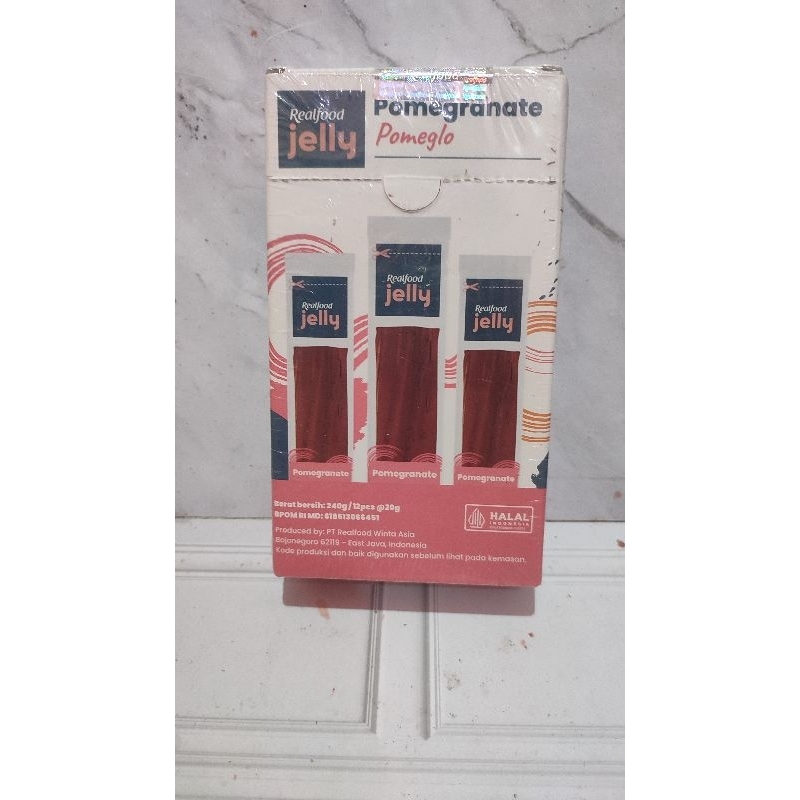 Realfood
jelly
Pomegranate
Pomeglo
Realfood
jelly
Realfood
jelly
Realfood
jelly
Pomegranate
Pomegranate
Pomegranate
Berat bersih: 240g / 12pcs @20g
BPOM RI MD: 818513066451
HALAL
INDONESIA
Produced by: PT Realfood Winta Asia
Bojonegoro 62119 - East Java, Indonesia
Kode produksi dan baik digunakan sebelum lihat pada kemasan.